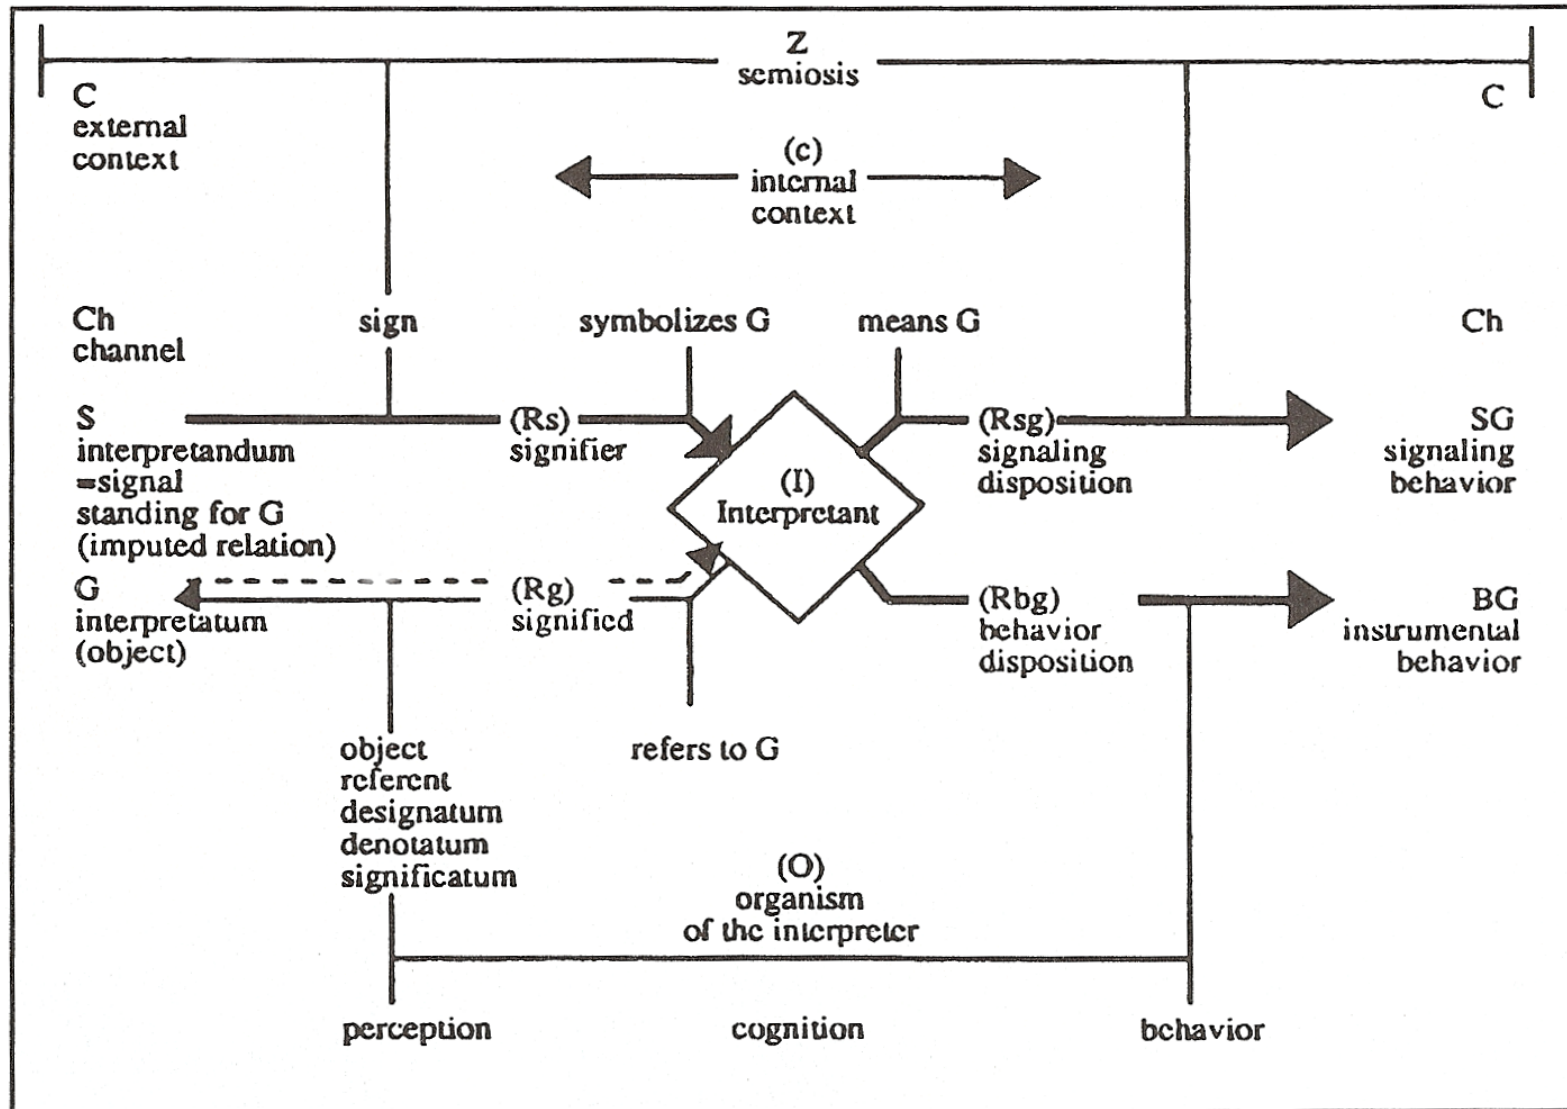 Z
semiosis
C
external
context
C
(c)
internal
context
Ch
channel
sign
symbolizes G
means G
Ch
S
interpretandum
=signal
standing for G
(imputed relation)
(Rs)
signifier
(I)
Interpretant
(Rsg)
signaling
disposition
SG
signaling
behavior
G
interpretatum
(object)
(Rg)
signified
(Rbg)
behavior
disposition
BG
instrumental
behavior
object
referent
designatum
denotatum
significatum
refers to G
(O)
organism
of the interpreter
perception
cognition
behavior